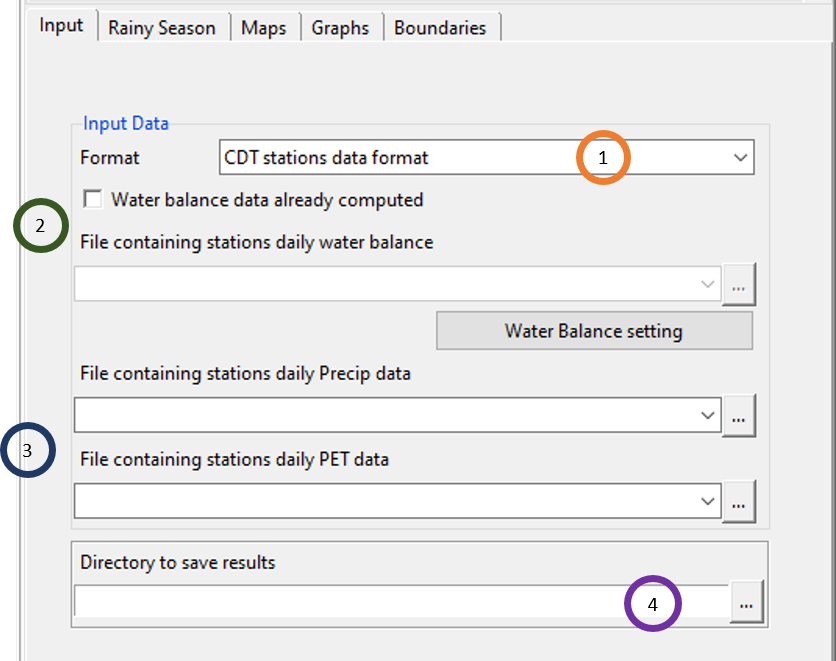 Input Rainy Season Maps Graphs Boundaries
Input Data
Format CDT stations data format 1
Water balance data already computed
2
File containing stations daily water balance
...
Water Balance setting
File containing stations daily Precip data
...
3
File containing stations daily PET data
...
Directory to save results
4 ...